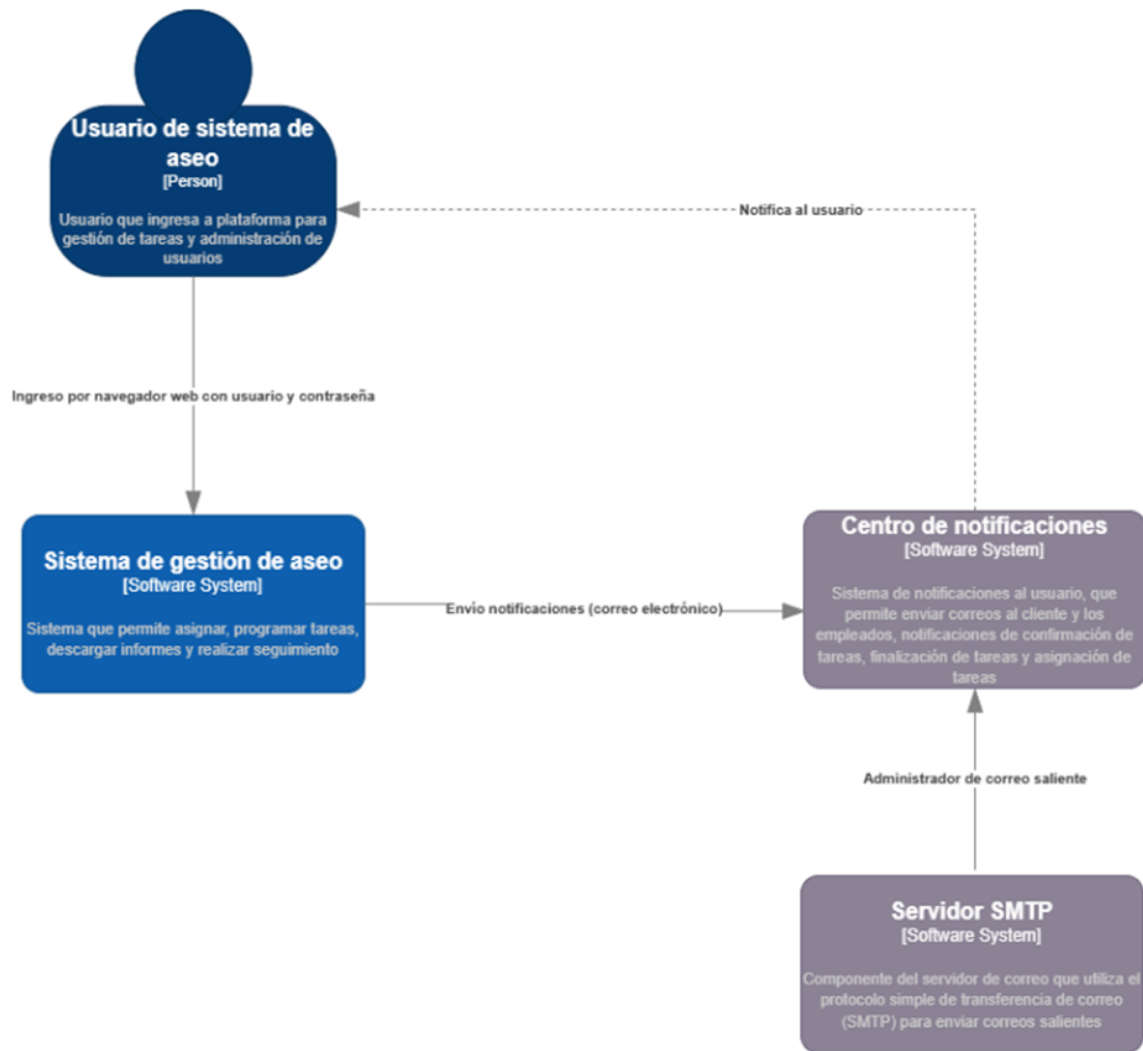 Usuario de sistema de
aseo
[Person]
Usuario que ingresa a plataforma para
gestión de tareas y administración de
usuarios
Notifica al usuario
Ingreso por navegador web con usuario y contraseña
Sistema de gestión de aseo
[Software System]
Sistema que permite asignar, programar tareas,
descargar informes y realizar seguimiento
Envío notificaciones (correo electrónico)
Centro de notificaciones
[Software System]
Sistema de notificaciones al usuario, que
permite enviar correos al cliente y los
empleados, notificaciones de confirmación de
tareas, finalización de tareas y asignación de
tareas
Administrador de correo saliente
Servidor SMTP
[Software System]
Componente del servidor de correo que utiliza el
protocolo simple de transferencia de correo
(SMTP) para enviar correos salientes